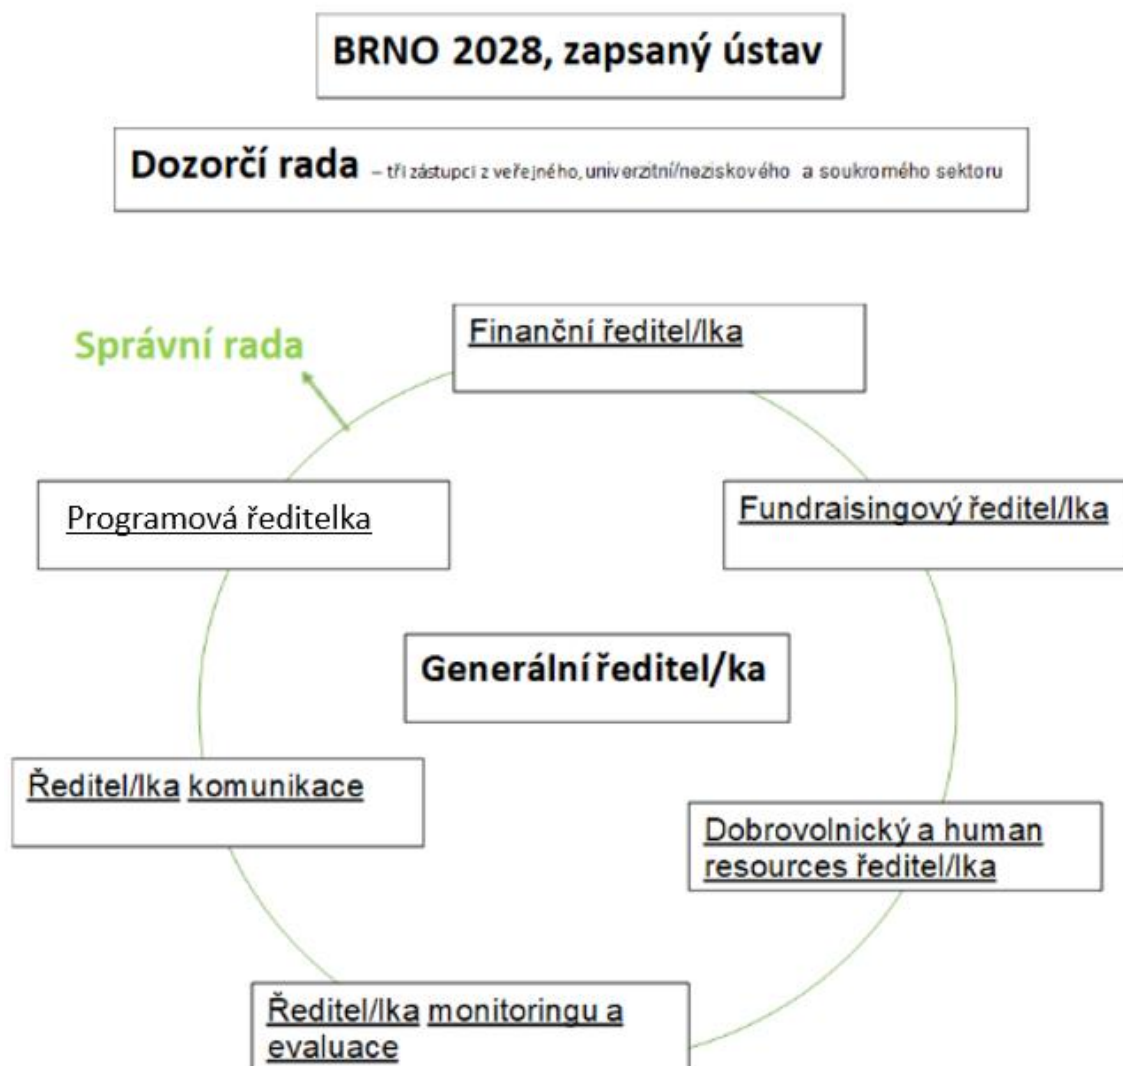 BRNO 2028, zapsaný ústav
Dozorčí rada – tři zástupci z veřejného, univerzitní/neziskového a soukromého sektoru
Správní rada
Finanční ředitel/lka
Programová ředitelka
Fundraisingový ředitel/lka
Generální ředitel/ka
Ředitel/lka komunikace
Dobrovolnický a human
resources ředitel/lka
Ředitel/lka monitoringu a
evaluace